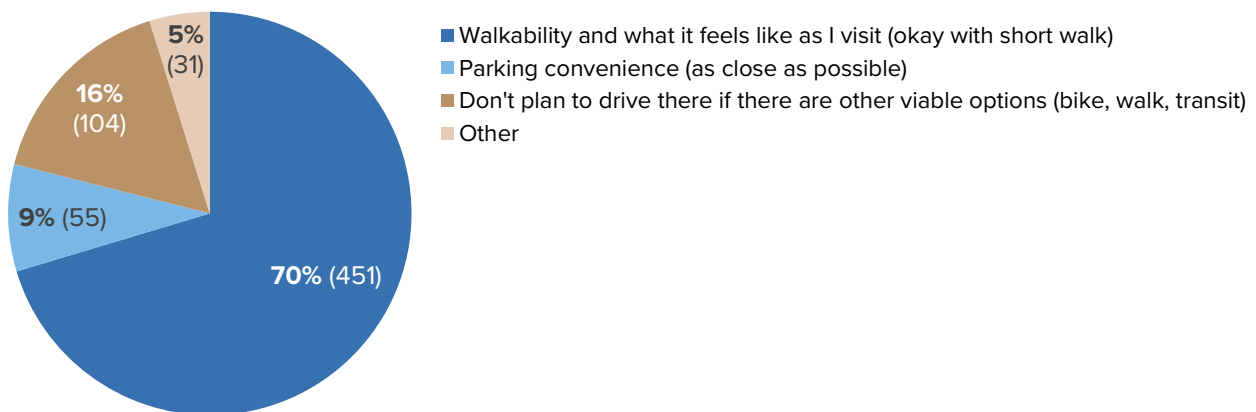 5%
(31)
16%
(104)
9% (55)
70% (451)
Walkability and what it feels like as I visit (okay with short walk)
Parking convenience (as close as possible)
Don't plan to drive there if there are other viable options (bike, walk, transit)
Other